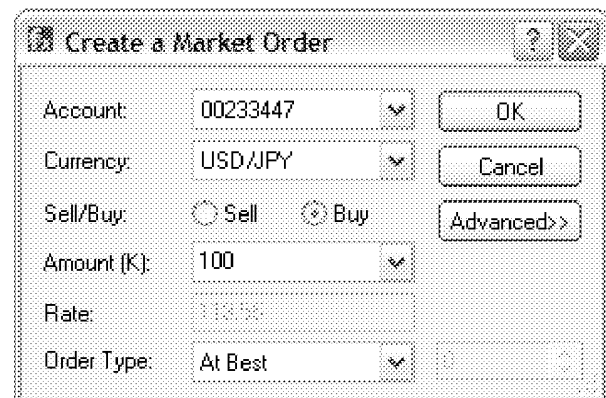 Create a Market Order ?
Account: 00233447 OK
Currency: USD/JPY Cancel
Sell/Buy: Sell Buy Advanced>>
Amount (K): 100
Rate:
Order Type: At Best 0